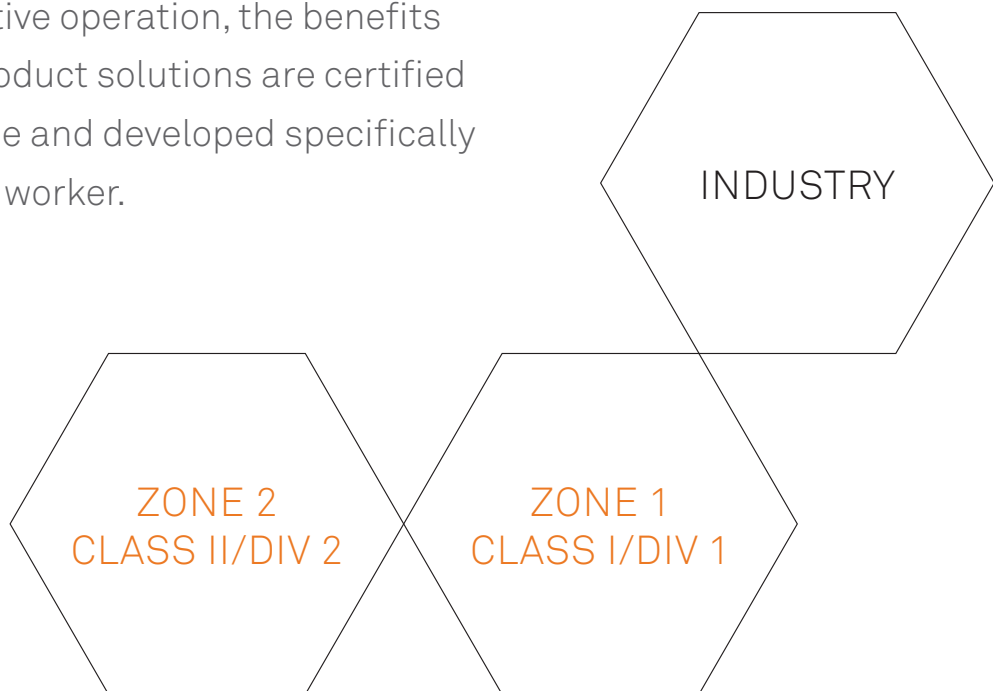 tive operation, the benefits
oduct solutions are certified
e and developed specifically
worker.
INDUSTRY
ZONE 2
CLASS II/DIV 2
ZONE 1
CLASS I/DIV 1